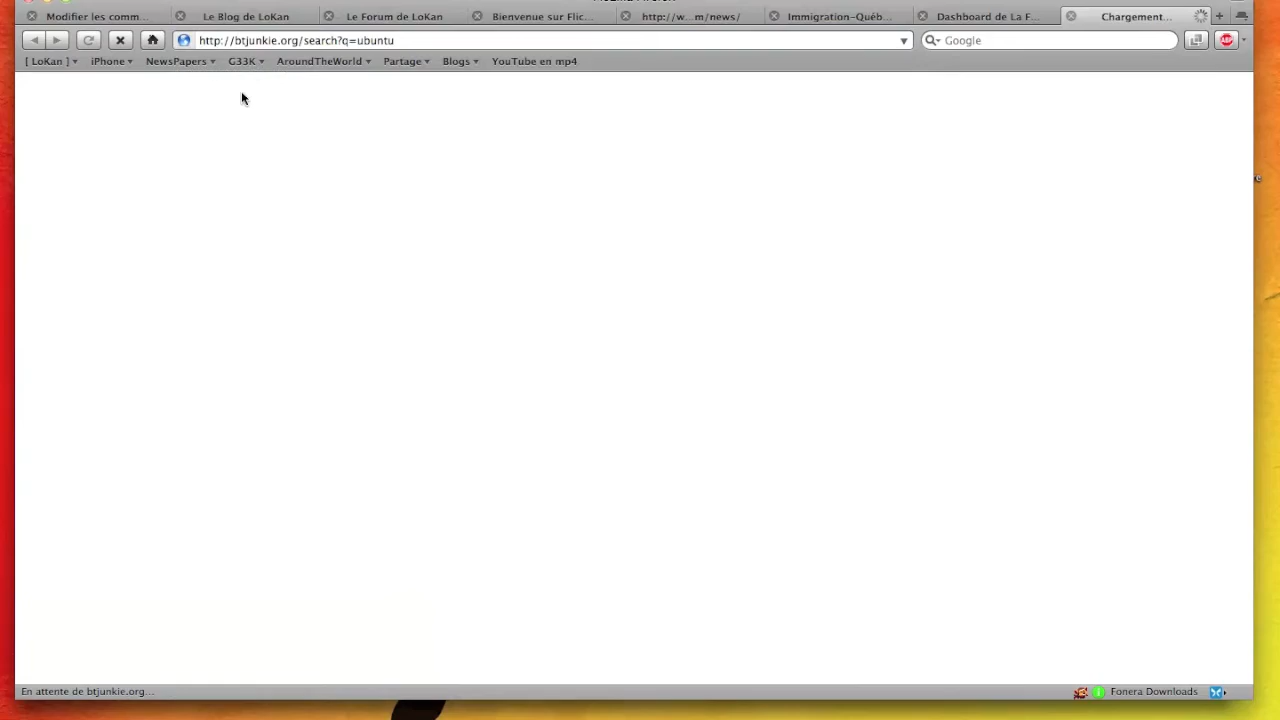 Modifier les comm...
Le Blog de LoKan
Le Forum de LoKan
Bienvenue sur Flic...
http://w...m/news/
Immigration-Québ...
Dashboard de La F...
Chargement...
http://btjunkie.org/search?q=ubuntu
Google
ABP
[ LoKan ]
iPhone
NewsPapers
G33K
AroundTheWorld
Partage
Blogs
YouTube en mp4
En attente de btjunkie.org...
Fonera Downloads